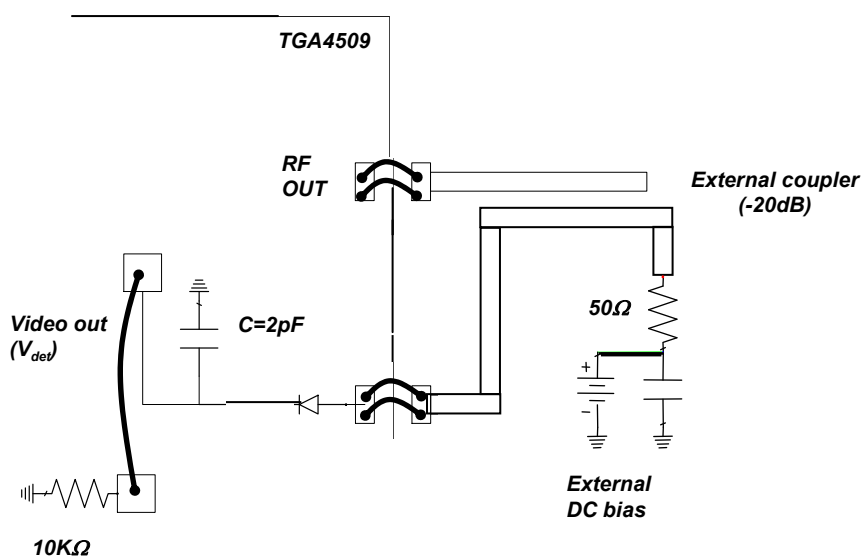 TGA4509
RF
OUT
External coupler
(-20dB)
50Ω
Video out
(Vdet)
C=2pF
+
-
External
DC bias
10KΩ